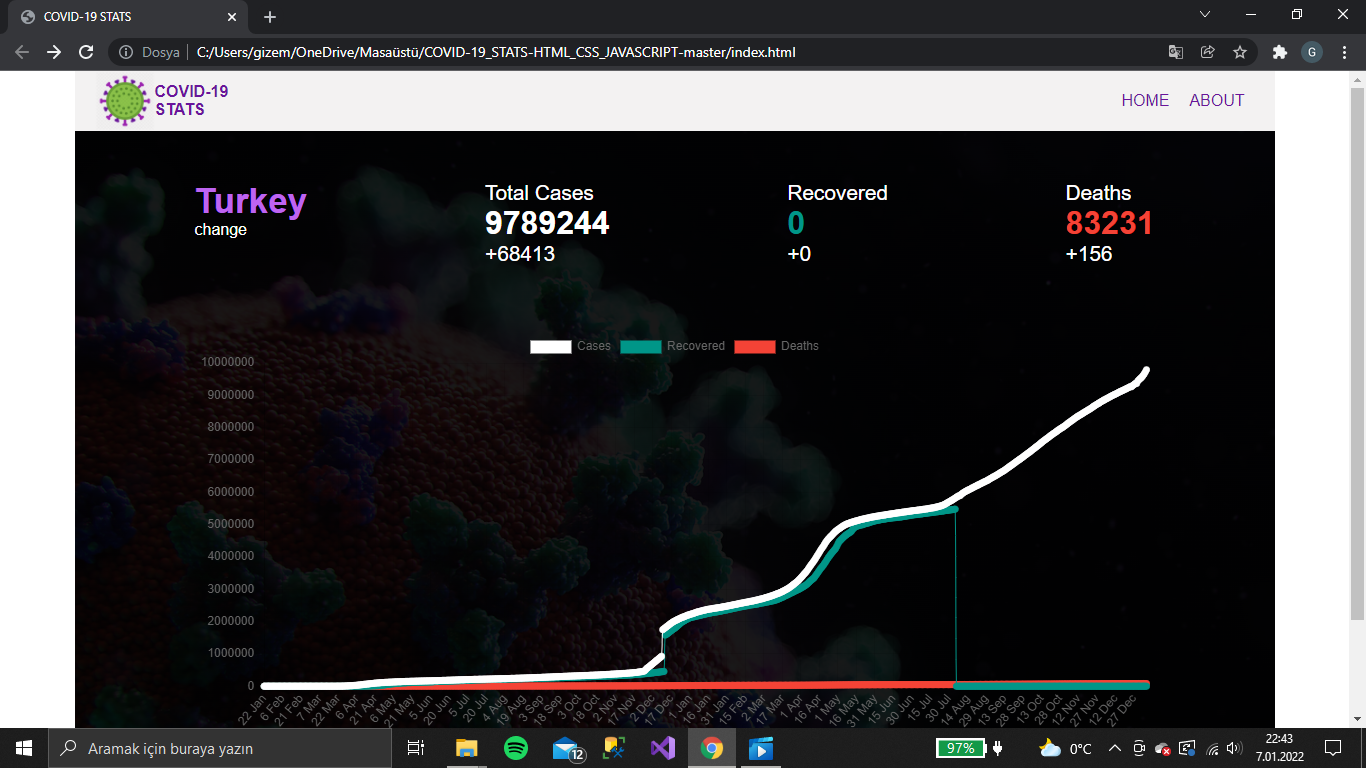 COVID-19 STATS
Dosya
C:/Users/gizem/OneDrive/Masaüstü/COVID-19_STATS-HTML_CSS_JAVASCRIPT-master/index.html
G
COVID-19
STATS
HOME ABOUT
Turkey
change
Total Cases
9789244
+68413
Recovered
0
+0
Deaths
83231
+156
Cases Recovered Deaths
10000000
9000000
8000000
7000000
6000000
5000000
4000000
3000000
2000000
1000000
0
22 Jan 6 Feb 21 Feb 7 Mar 22 Mar 6 Apr 21 Apr 6 May 21 May 5 Jun 20 Jun 5 Jul 20 Jul 4 Aug 19 Aug 3 Sep 18 Sep 3 Oct 18 Oct 2 Nov 17 Nov 2 Dec 17 Dec 1 Jan 16 Jan 31 Jan 15 Feb 2 Mar 17 Mar 1 Apr 16 Apr 1 May 16 May 31 May 15 Jun 30 Jun 15 Jul 30 Jul 14 Aug 29 Aug 13 Sep 28 Sep 13 Oct 28 Oct 12 Nov 27 Nov 12 Dec 27 Dec
Aramak için buraya yazın
12
97%
0°C
22:43
7.01.2022